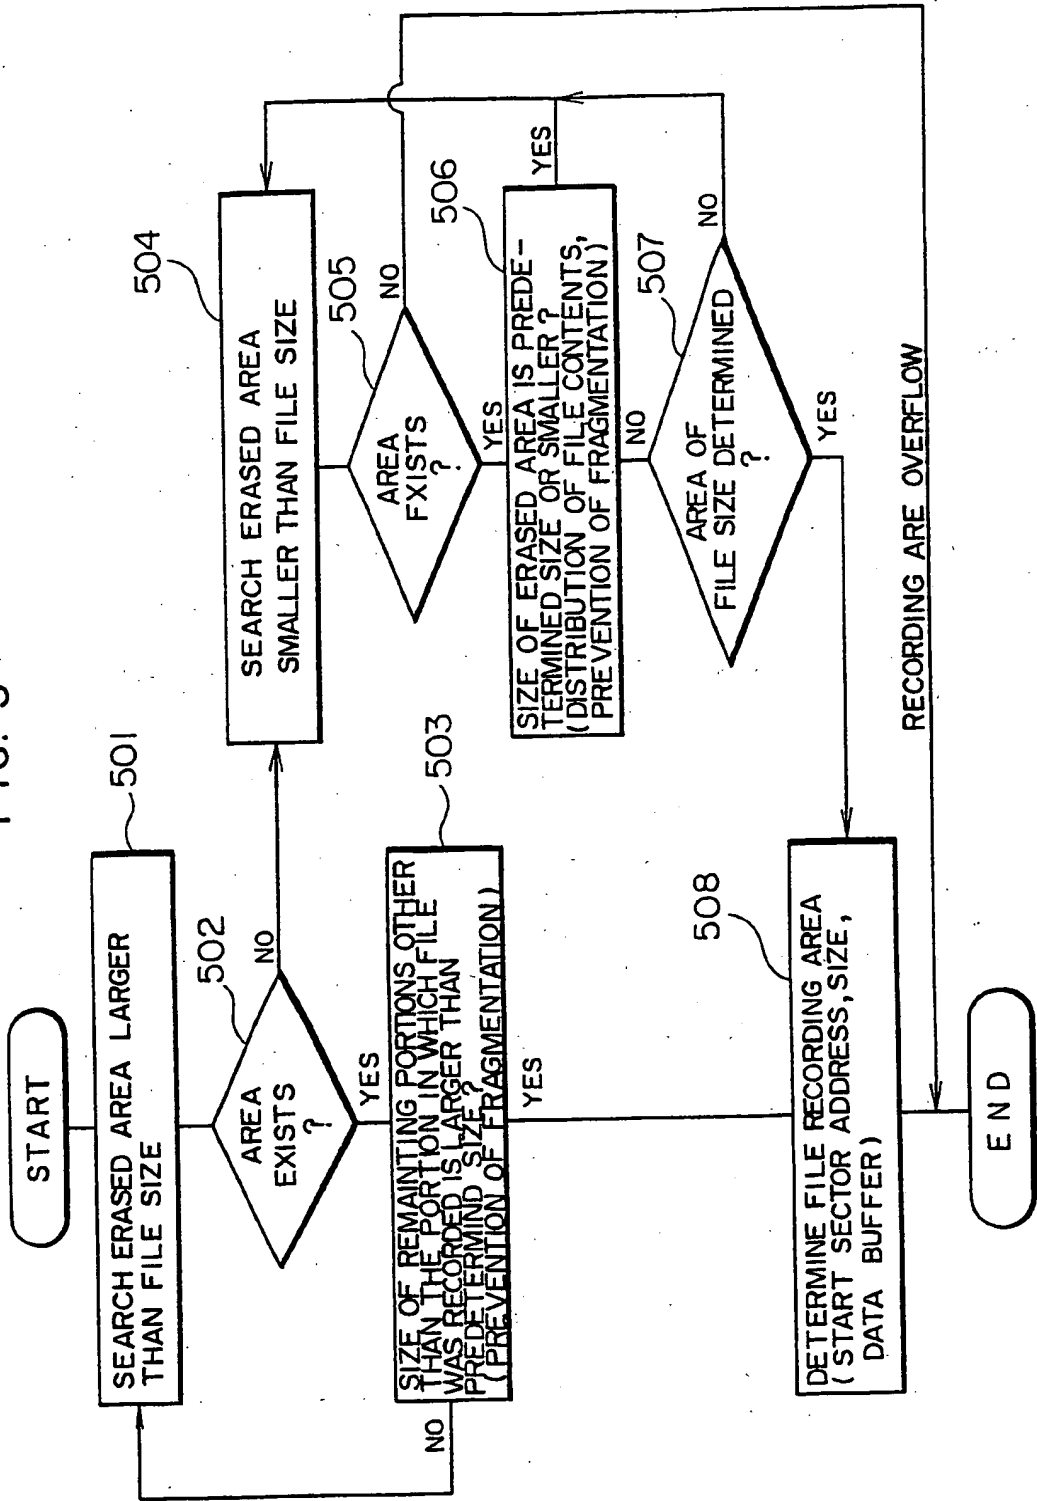 FIG. 5
START
SEARCH ERASED AREA LARGER
THAN FILE SIZE
501
AREA
EXISTS
?
502
NO
YES
SIZE OF REMAINTING PORTIONS OTHER
THAN THE PORTION IN WHICH FILE
WAS RECORDED IS LARGER THAN
PREDETERMIND SIZE?
(PREVENTION OF FRAGMENTATION)
503
NO
YES
SEARCH ERASED AREA
SMALLER THAN FILE SIZE
504
AREA
FXISTS
?
505
NO
YES
SIZE OF ERASED AREA IS PREDE-
TERMINED SIZE OR SMALLER?
(DISTRIBUTION OF FILE CONTENTS,
PREVENTION OF FRAGMENTATION)
506
YES
NO
AREA OF
FILE SIZE DETERMINED
?
507
NO
YES
DETERMINE FILE RECORDING AREA
(START SECTOR ADDRESS, SIZE,
DATA BUFFER)
508
RECORDING ARE OVERFLOW
END